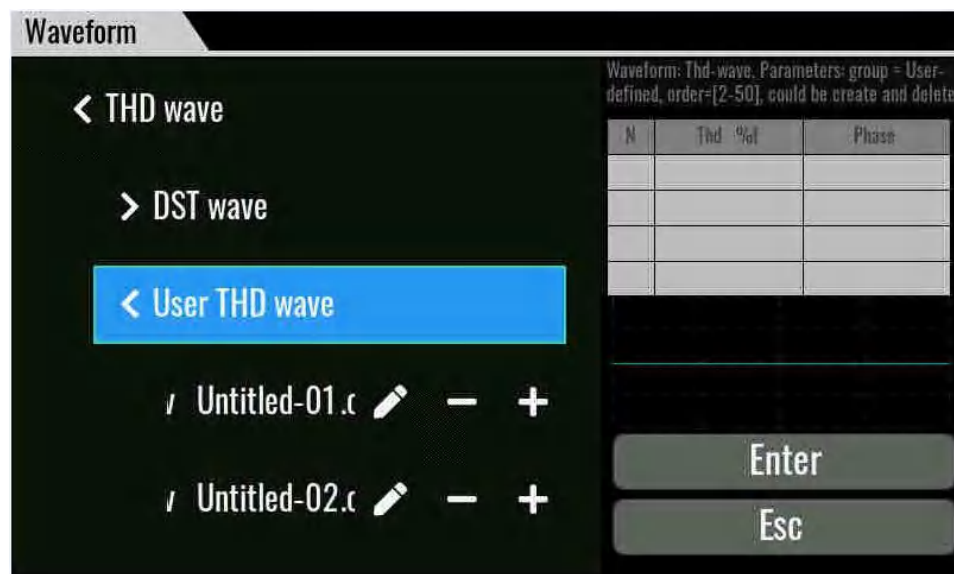 Waveform
< THD wave
> DST wave
< User THD wave
Untitled-01.c
Untitled-02.c
Waveform: Thd-wave. Parameters: group = User-
defined, order=[2-50], could be create and delete
N Thd %f Phase
Enter
Esc